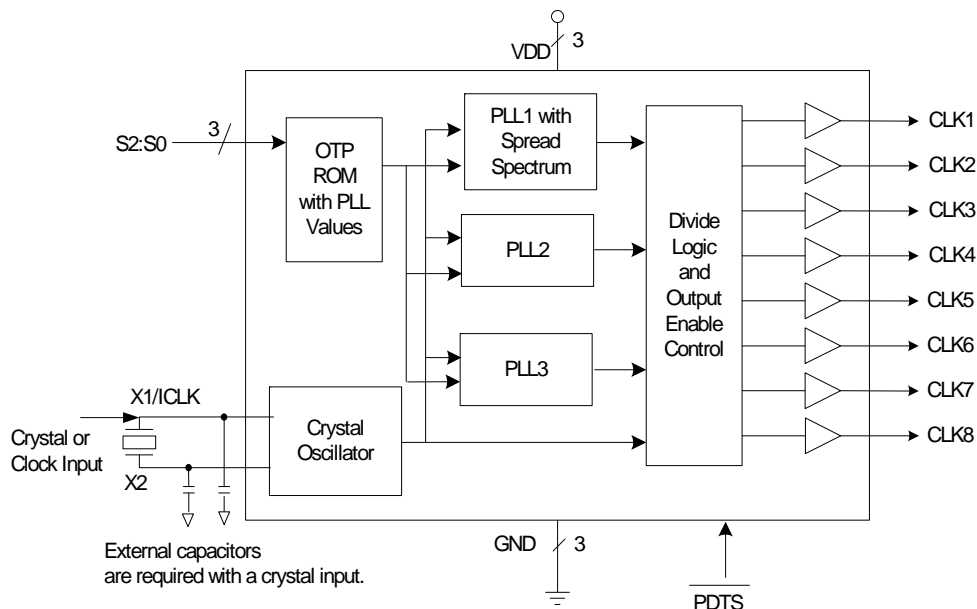 VDD
3
S2:S0
3
OTP
ROM
with PLL
Values
PLL1 with
Spread
Spectrum
PLL2
PLL3
Divide
Logic
and
Output
Enable
Control
CLK1
CLK2
CLK3
CLK4
CLK5
CLK6
CLK7
CLK8
X1/ICLK
Crystal or
Clock Input
X2
Crystal
Oscillator
External capacitors
are required with a crystal input.
GND
3
PDTS